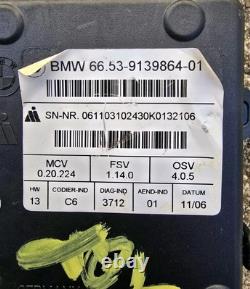 BMW 66.53-9139864-01
SN-NR. 061103102430K0132106
MCV FSV OSV
0.20.224 1.14.0 4.0.5
HW CODIER-IND DIAG-IND AEND-IND DATUM
13 C6 3712 01 11/06